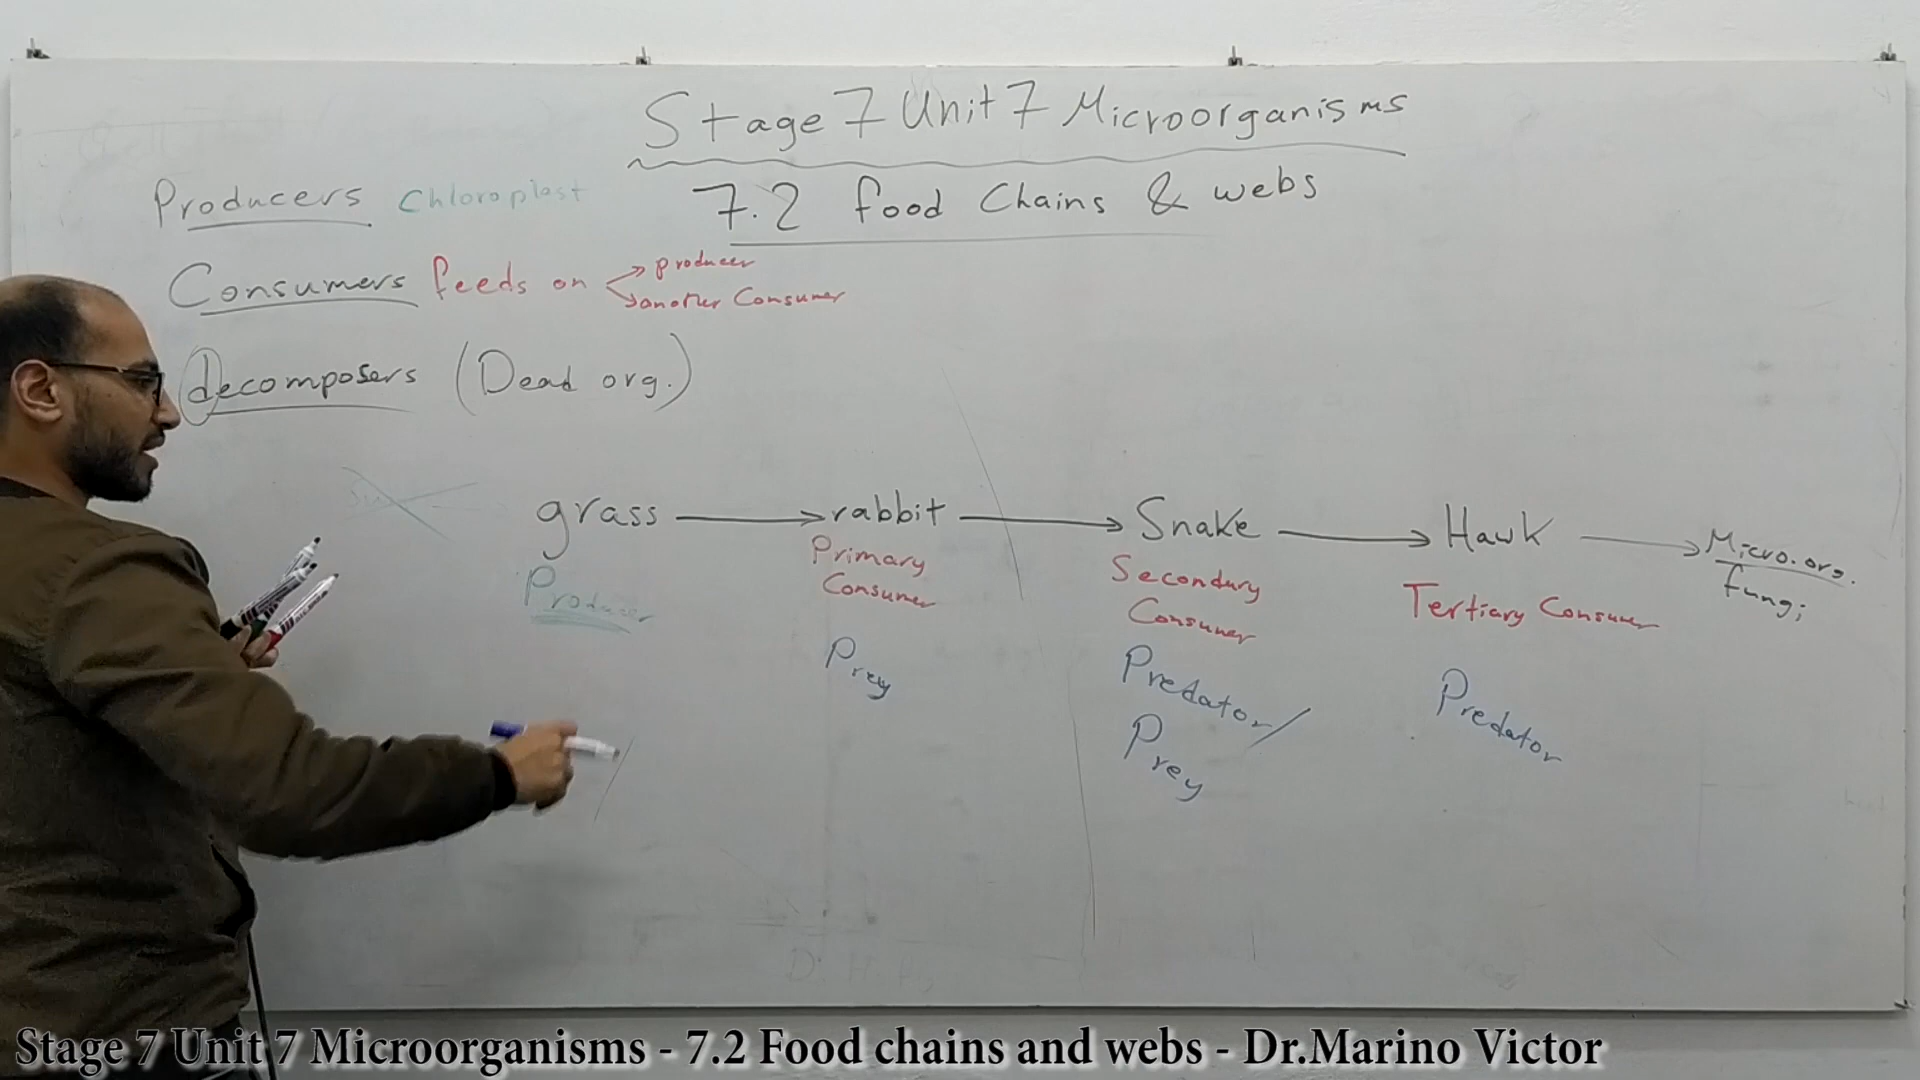 Stage 7 Unit 7 Microorganisms
7.2 food Chains & webs
Producers Chloroplast
Consumers feeds on
producer
another Consumer
decomposers (Dead org.)
grass → rabbit → Snake → Hawk → Micro.org.
fungi
Producer
Primary
Consumer
Secondary
Consumer
Tertiary Consumer
Prey
Predator/
Prey
Predator
Stage 7 Unit 7 Microorganisms - 7.2 Food chains and webs - Dr.Marino Victor